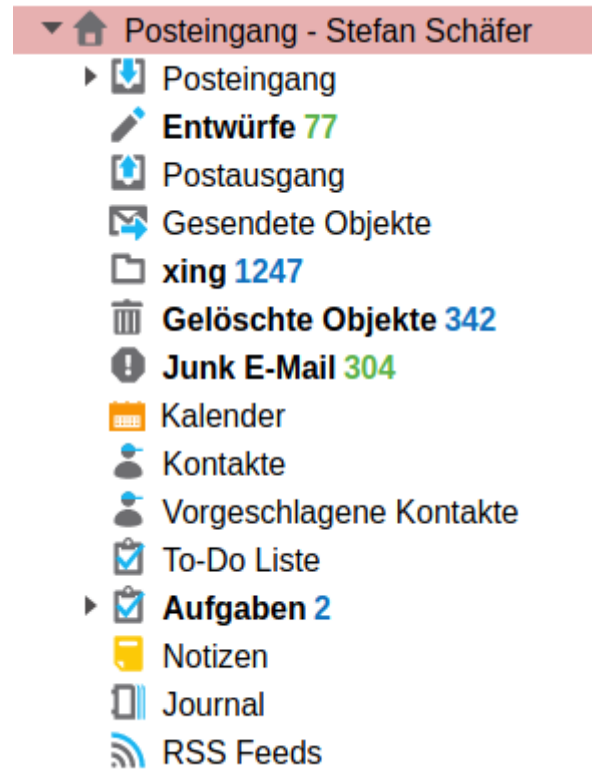 Posteingang - Stefan Schäfer
Posteingang
Entwürfe 77
Postausgang
Gesendete Objekte
xing 1247
Gelöschte Objekte 342
Junk E-Mail 304
Kalender
Kontakte
Vorgeschlagene Kontakte
To-Do Liste
Aufgaben 2
Notizen
Journal
RSS Feeds